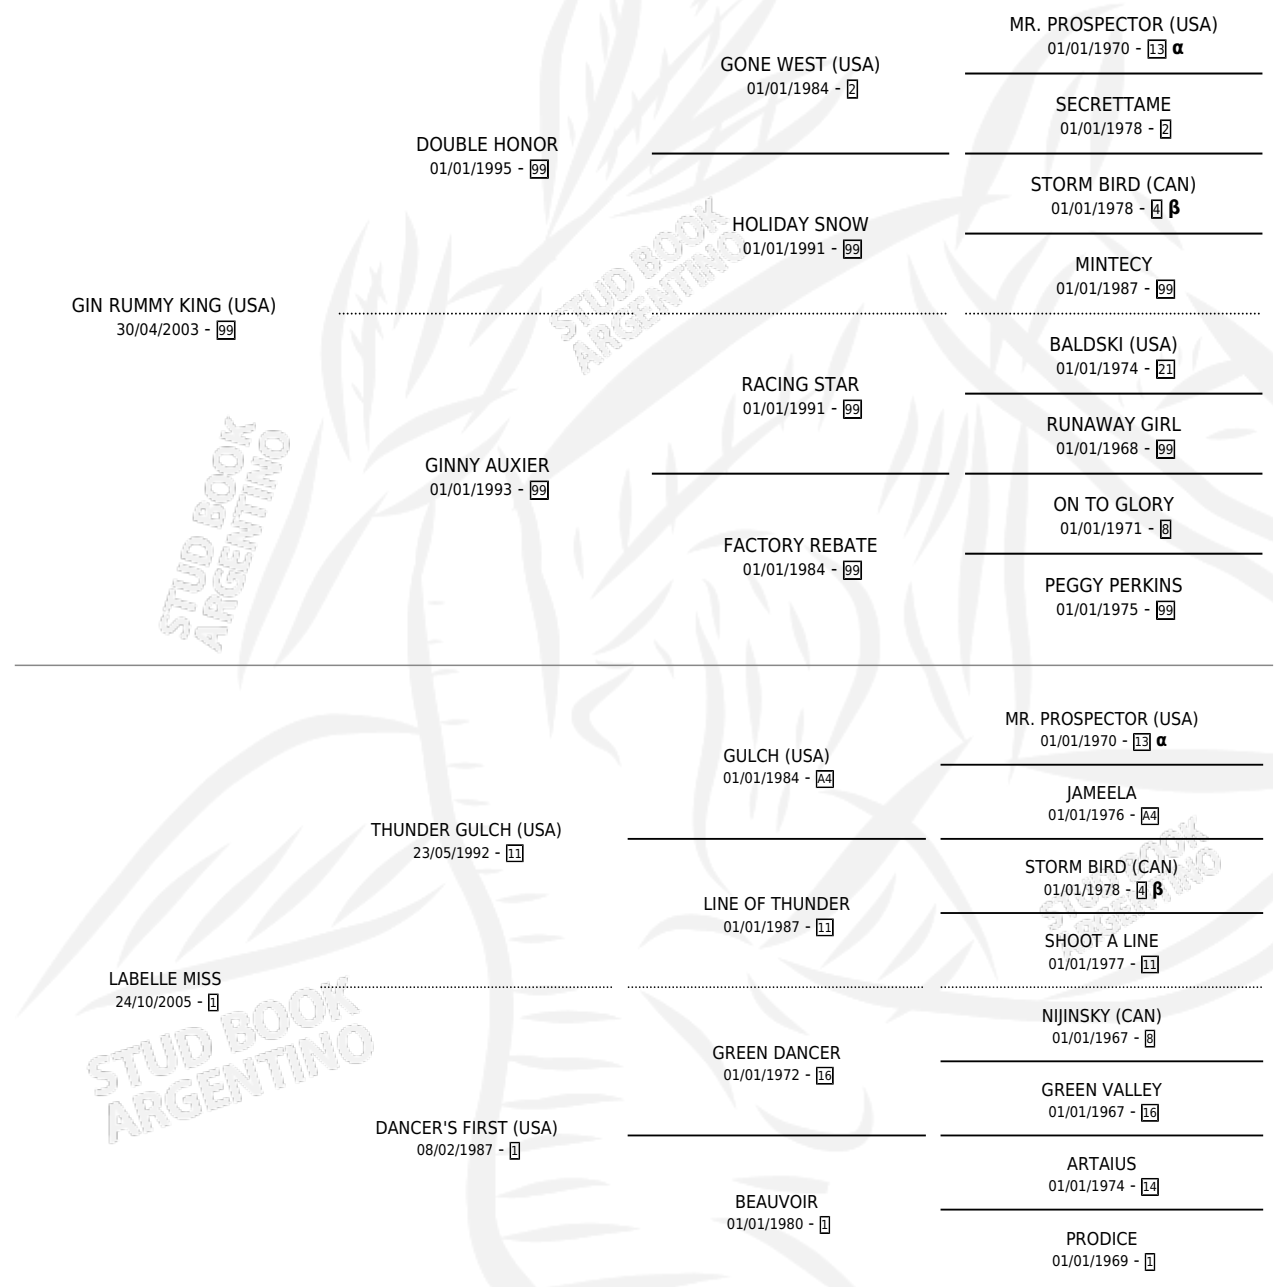 MR. PROSPECTOR (USA)
01/01/1970 - 13 α
GONE WEST (USA)
01/01/1984 - 2
SECRETTAME
01/01/1978 - 2
DOUBLE HONOR
01/01/1995 - 99
STORM BIRD (CAN)
01/01/1978 - 4 β
HOLIDAY SNOW
01/01/1991 - 99
MINTECY
01/01/1987 - 99
GIN RUMMY KING (USA)
30/04/2003 - 99
BALDSKI (USA)
01/01/1974 - 21
RACING STAR
01/01/1991 - 99
RUNAWAY GIRL
01/01/1968 - 99
GINNY AUXIER
01/01/1993 - 99
ON TO GLORY
01/01/1971 - 8
FACTORY REBATE
01/01/1984 - 99
PEGGY PERKINS
01/01/1975 - 99
MR. PROSPECTOR (USA)
01/01/1970 - 13 α
GULCH (USA)
01/01/1984 - A4
JAMEELA
01/01/1976 - A4
THUNDER GULCH (USA)
23/05/1992 - 11
STORM BIRD (CAN)
01/01/1978 - 4 β
LINE OF THUNDER
01/01/1987 - 11
SHOOT A LINE
01/01/1977 - 11
LABELLE MISS
24/10/2005 - 1
NIJINSKY (CAN)
01/01/1967 - 8
GREEN DANCER
01/01/1972 - 16
GREEN VALLEY
01/01/1967 - 16
DANCER'S FIRST (USA)
08/02/1987 - 1
ARTAIUS
01/01/1974 - 14
BEAUVOIR
01/01/1980 - 1
PRODICE
01/01/1969 - 1
STUD BOOK
ARGENTINO
STUD BOOK
ARGENTINO
STUD BOOK
ARGENTINO
STUD BOOK
ARGENTINO